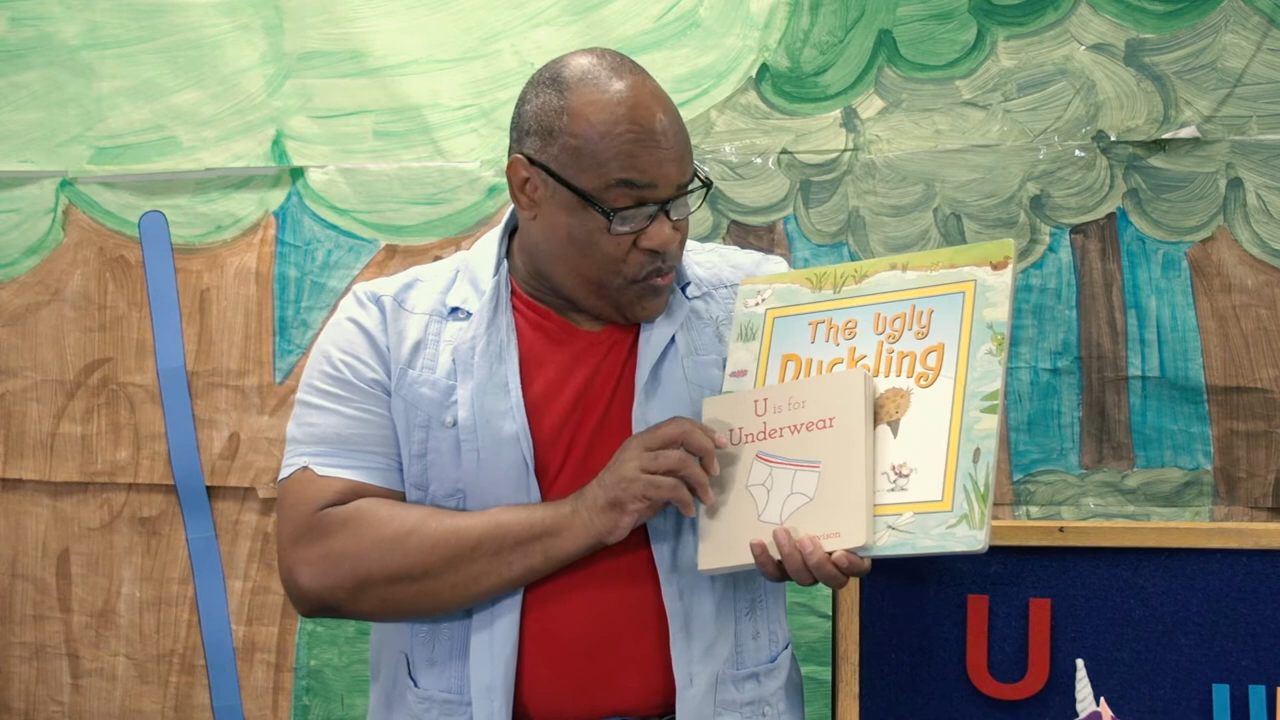 The Ugly
Duckling
U is for
Underwear
U